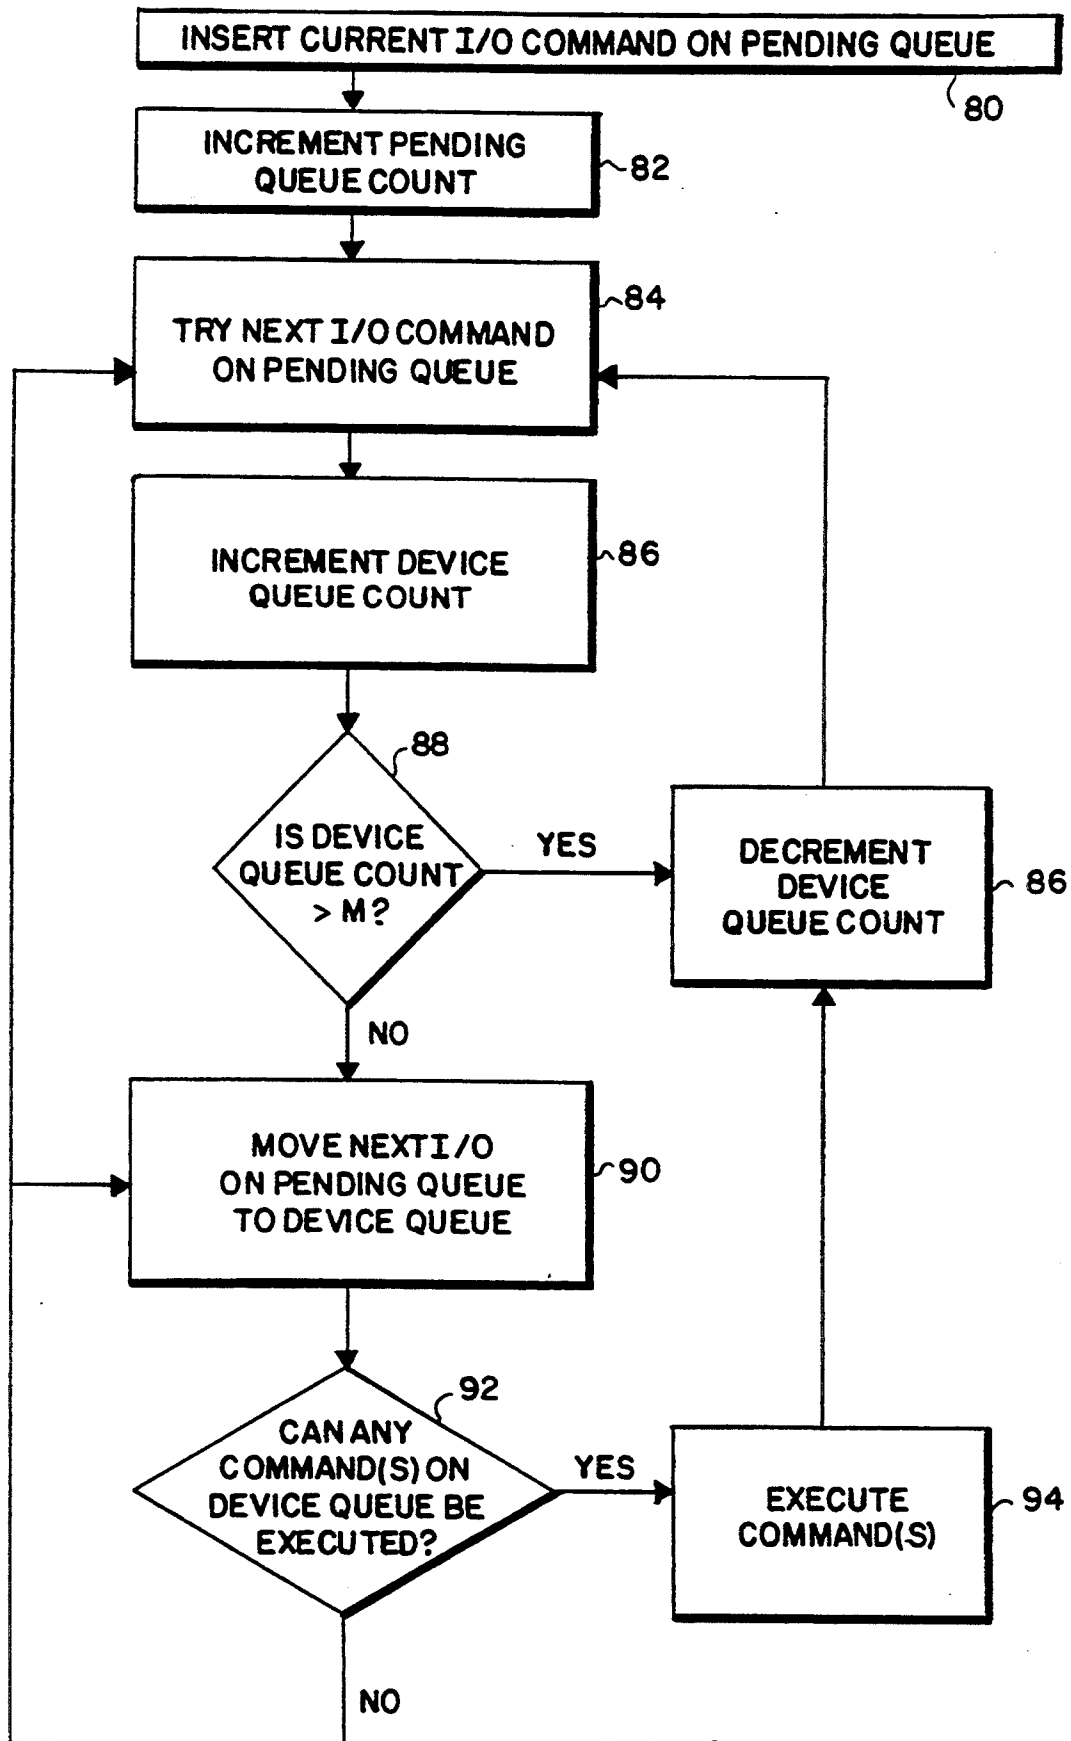 INSERT CURRENT I/O COMMAND ON PENDING QUEUE
80
INCREMENT PENDING
QUEUE COUNT
82
TRY NEXT I/O COMMAND
ON PENDING QUEUE
84
INCREMENT DEVICE
QUEUE COUNT
86
88
IS DEVICE
QUEUE COUNT
> M?
YES
DECREMENT
DEVICE
QUEUE COUNT
86
NO
MOVE NEXT I/O
ON PENDING QUEUE
TO DEVICE QUEUE
90
92
CAN ANY
COMMAND(S) ON
DEVICE QUEUE BE
EXECUTED?
YES
EXECUTE
COMMAND(S)
94
NO